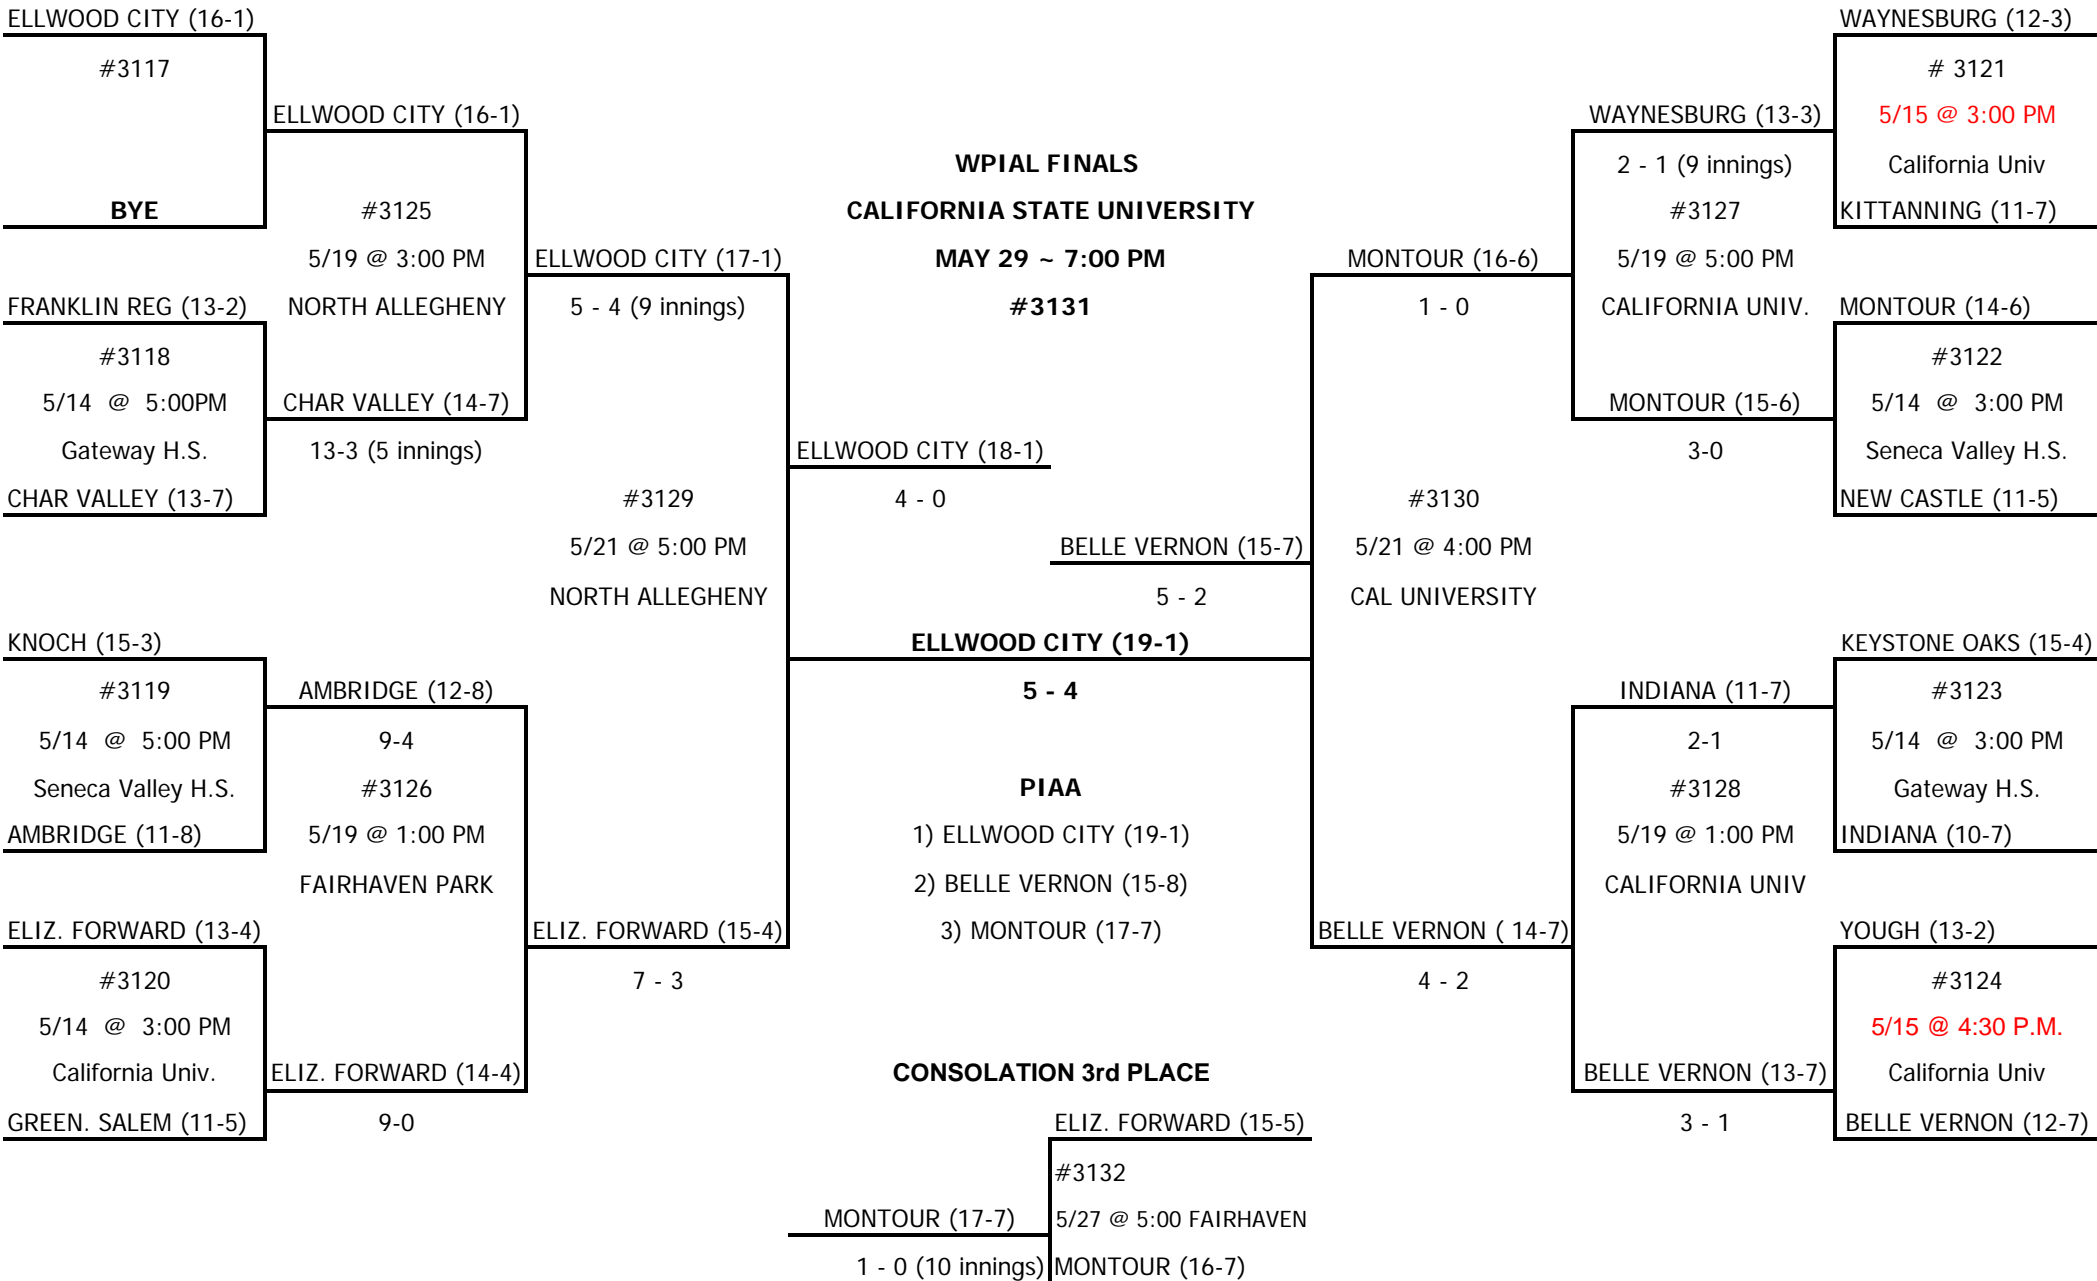 ELLWOOD CITY (16-1)
#3117
BYE
FRANKLIN REG (13-2)
#3118
5/14 @ 5:00PM
Gateway H.S.
CHAR VALLEY (13-7)
KNOCH (15-3)
#3119
5/14 @ 5:00 PM
Seneca Valley H.S.
AMBRIDGE (11-8)
ELIZ. FORWARD (13-4)
#3120
5/14 @ 3:00 PM
California Univ.
GREEN. SALEM (11-5)
ELLWOOD CITY (16-1)
#3125
5/19 @ 3:00 PM
NORTH ALLEGHENY
CHAR VALLEY (14-7)
13-3 (5 innings)
AMBRIDGE (12-8)
9-4
#3126
5/19 @ 1:00 PM
FAIRHAVEN PARK
ELIZ. FORWARD (14-4)
9-0
ELLWOOD CITY (17-1)
5 - 4 (9 innings)
#3129
5/21 @ 5:00 PM
NORTH ALLEGHENY
ELIZ. FORWARD (15-4)
7 - 3
WPIAL FINALS
CALIFORNIA STATE UNIVERSITY
MAY 29 ~ 7:00 PM
#3131
ELLWOOD CITY (18-1)
4 - 0
BELLE VERNON (15-7)
5 - 2
ELLWOOD CITY (19-1)
5 - 4
PIAA
1) ELLWOOD CITY (19-1)
2) BELLE VERNON (15-8)
3) MONTOUR (17-7)
CONSOLATION 3rd PLACE
ELIZ. FORWARD (15-5)
#3132
MONTOUR (17-7)
5/27 @ 5:00 FAIRHAVEN
1 - 0 (10 innings)
MONTOUR (16-7)
MONTOUR (16-6)
1 - 0
#3130
5/21 @ 4:00 PM
CAL UNIVERSITY
BELLE VERNON ( 14-7)
4 - 2
WAYNESBURG (13-3)
2 - 1 (9 innings)
#3127
5/19 @ 5:00 PM
CALIFORNIA UNIV.
MONTOUR (15-6)
3-0
INDIANA (11-7)
2-1
#3128
5/19 @ 1:00 PM
CALIFORNIA UNIV
BELLE VERNON (13-7)
3 - 1
WAYNESBURG (12-3)
# 3121
5/15 @ 3:00 PM
California Univ
KITTANNING (11-7)
MONTOUR (14-6)
#3122
5/14 @ 3:00 PM
Seneca Valley H.S.
NEW CASTLE (11-5)
KEYSTONE OAKS (15-4)
#3123
5/14 @ 3:00 PM
Gateway H.S.
INDIANA (10-7)
YOUGH (13-2)
#3124
5/15 @ 4:30 P.M.
California Univ
BELLE VERNON (12-7)